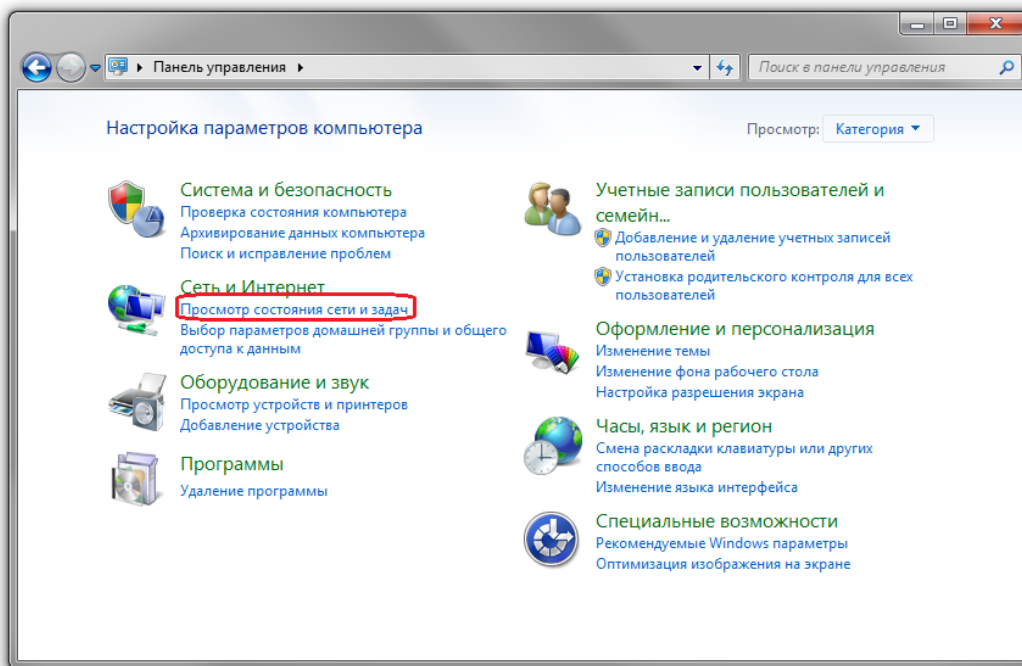 Панель управления
Поиск в панели управления
Настройка параметров компьютера
Просмотр: Категория
Система и безопасность
Проверка состояния компьютера
Архивирование данных компьютера
Поиск и исправление проблем
Сеть и Интернет
Просмотр состояния сети и задач
Выбор параметров домашней группы и общего
доступа к данным
Оборудование и звук
Просмотр устройств и принтеров
Добавление устройства
Программы
Удаление программы
Учетные записи пользователей и
семейн...
Добавление и удаление учетных записей
пользователей
Установка родительского контроля для всех
пользователей
Оформление и персонализация
Изменение темы
Изменение фона рабочего стола
Настройка разрешения экрана
Часы, язык и регион
Смена раскладки клавиатуры или других
способов ввода
Изменение языка интерфейса
Специальные возможности
Рекомендуемые Windows параметры
Оптимизация изображения на экране